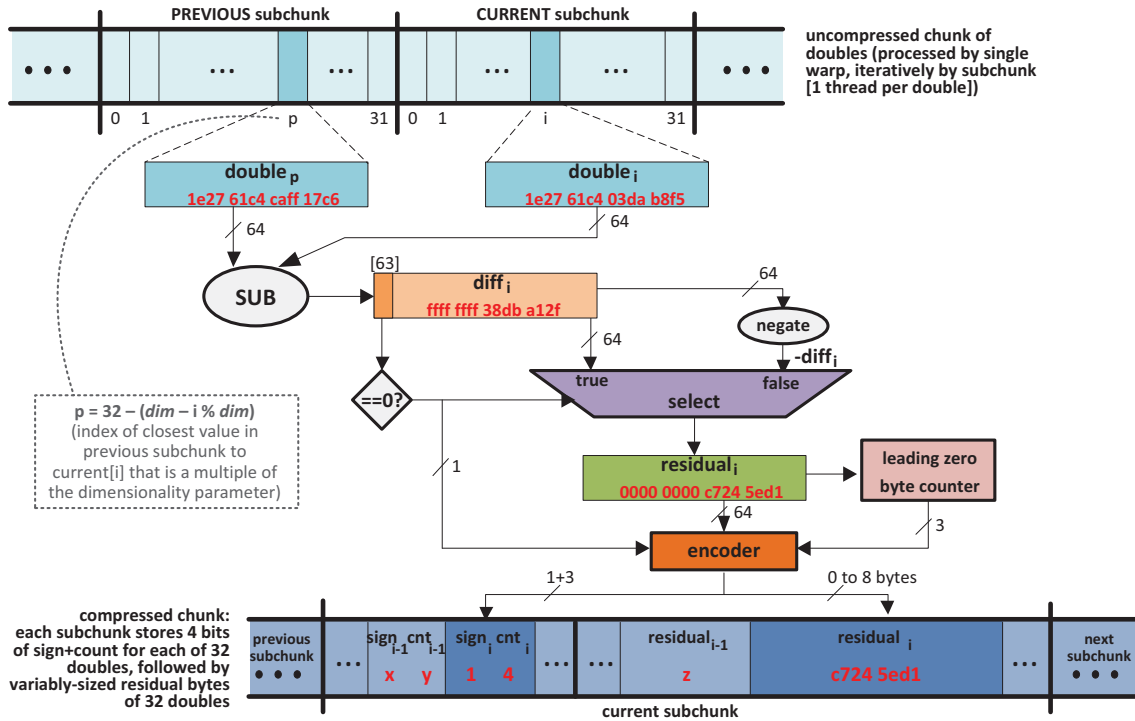 PREVIOUS subchunk
CURRENT subchunk
uncompressed chunk of
doubles (processed by single
warp, iteratively by subchunk
[1 thread per double])
● ● ●
...
...
...
...
● ● ●
0 1 p 31 0 1 i 31
double p
1e27 61c4 caff 17c6
double i
1e27 61c4 03da b8f5
64
64
SUB
[63]
diff i
ffff ffff 38db a12f
64
negate
64
-diff i
true
false
select
==0?
p = 32 – (dim – i % dim)
(index of closest value in
previous subchunk to
current[i] that is a multiple of
the dimensionality parameter)
1
residual i
0000 0000 c724 5ed1
leading zero
byte counter
64
3
encoder
1+3
0 to 8 bytes
compressed chunk:
each subchunk stores 4 bits
of sign+count for each of 32
doubles, followed by
variably-sized residual bytes
of 32 doubles
previous
subchunk
● ● ●
...
sign i-1 cnt i-1
x y
sign i cnt i
1 4
...
...
residual i-1
z
residual i
c724 5ed1
...
next
subchunk
● ● ●
current subchunk